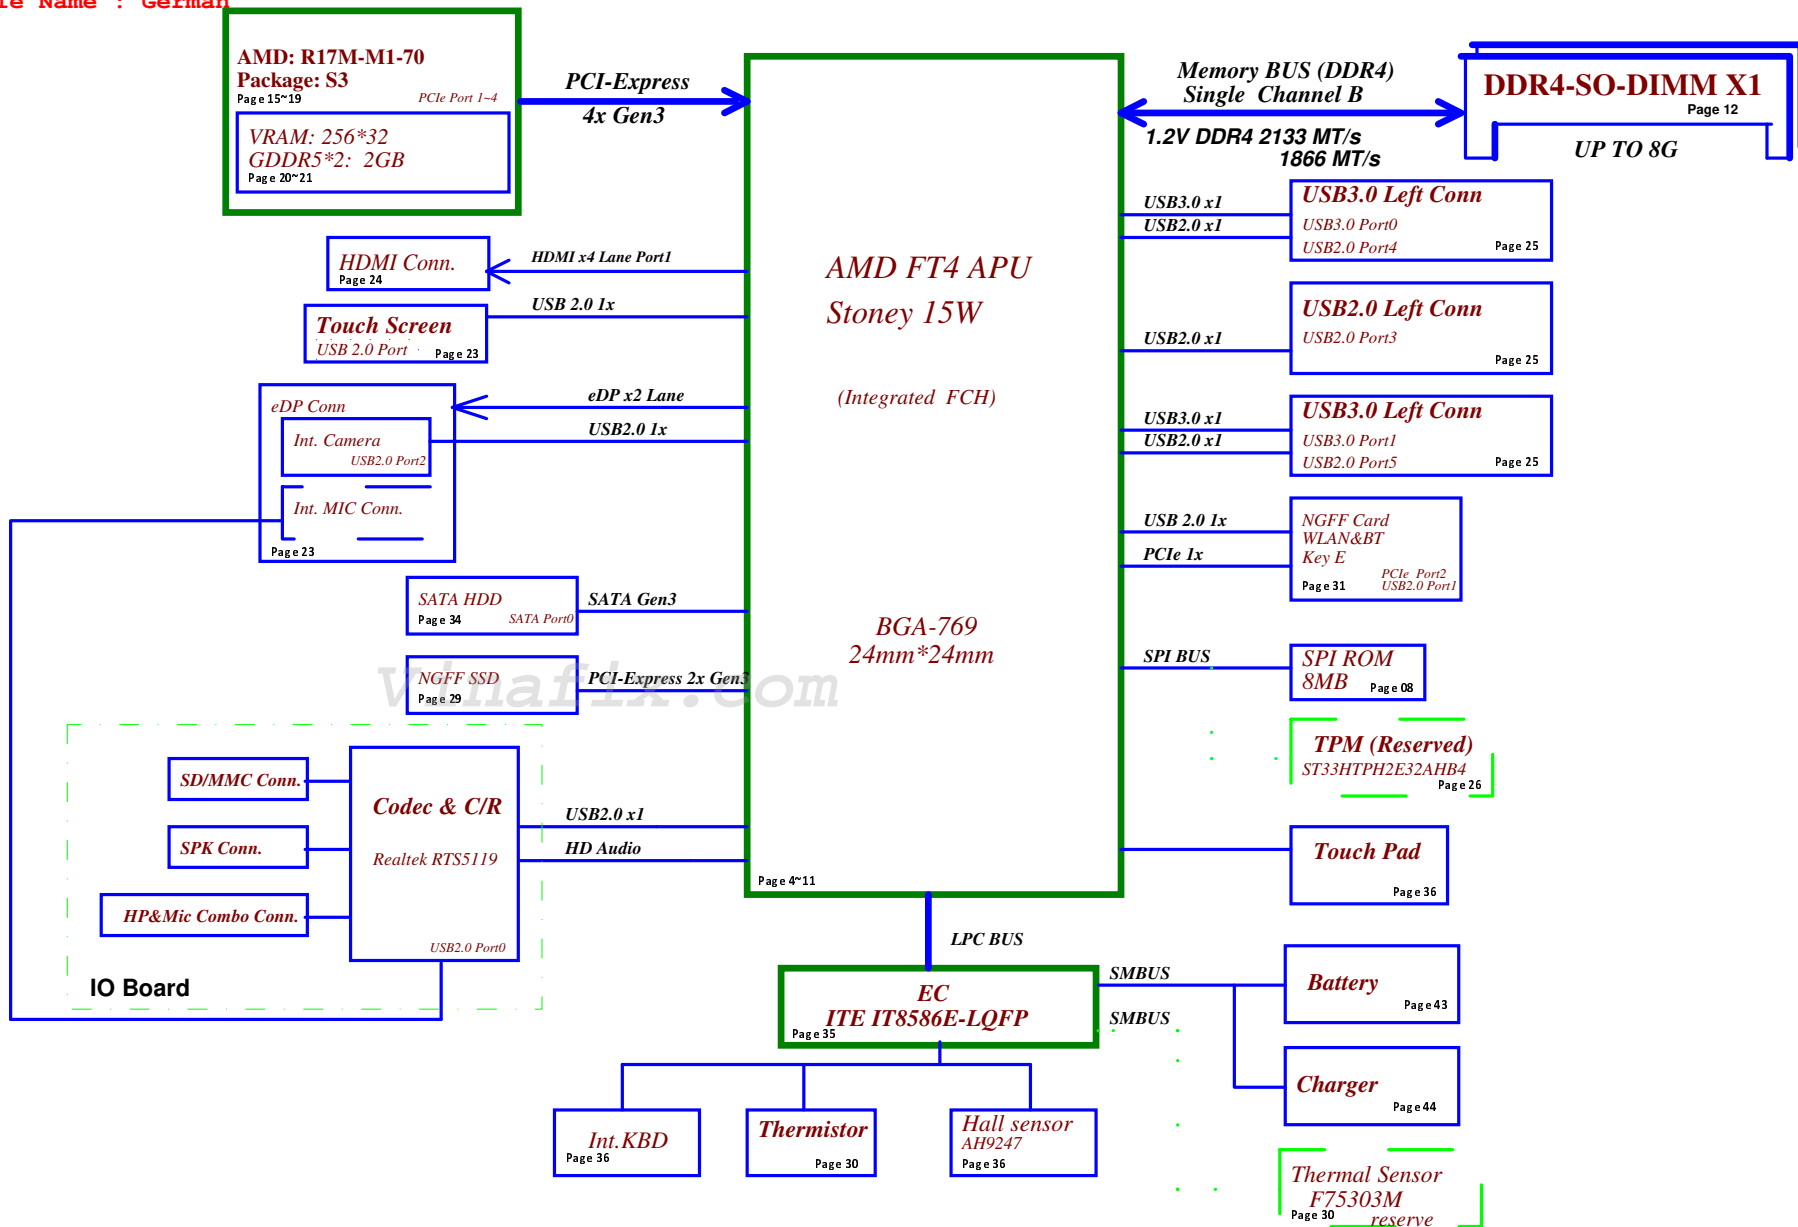 Name : German
AMD: R17M-M1-70
Package: S3
Page 15~19
PCIe Port 1~4
VRAM: 256*32
GDDR5*2: 2GB
Page 20~21
PCI-Express
4x Gen3
Memory BUS (DDR4)
Single Channel B
1.2V DDR4 2133 MT/s
1866 MT/s
DDR4-SO-DIMM X1
Page 12
UP TO 8G
HDMI Conn.
Page 24
HDMI x4 Lane Port1
Touch Screen
USB 2.0 Port
Page 23
USB 2.0 1x
eDP Conn
eDP x2 Lane
Int. Camera
USB2.0 Port2
USB2.0 1x
Int. MIC Conn.
Page 23
SATA HDD
Page 34
SATA Port0
SATA Gen3
NGFF SSD
Page 29
PCI-Express 2x Gen3
Vinafix.com
AMD FT4 APU
Stoney 15W
(Integrated FCH)
BGA-769
24mm*24mm
Page 4~11
USB3.0 x1
USB2.0 x1
USB3.0 Left Conn
USB3.0 Port0
USB2.0 Port4
Page 25
USB2.0 x1
USB2.0 Left Conn
USB2.0 Port3
Page 25
USB3.0 x1
USB2.0 x1
USB3.0 Left Conn
USB3.0 Port1
USB2.0 Port5
Page 25
USB 2.0 1x
PCIe 1x
NGFF Card
WLAN&BT
Key E
Page 31
PCIe Port2
USB2.0 Port1
SPI BUS
SPI ROM
8MB
Page 08
TPM (Reserved)
ST33HTPH2E32AHB4
Page 26
Touch Pad
Page 36
SD/MMC Conn.
SPK Conn.
HP&Mic Combo Conn.
Codec & C/R
Realtek RTS5119
USB2.0 Port0
USB2.0 x1
HD Audio
IO Board
LPC BUS
EC
ITE IT8586E-LQFP
Page 35
SMBUS
SMBUS
Battery
Page 43
Charger
Page 44
Int.KBD
Page 36
Thermistor
Page 30
Hall sensor
AH9247
Page 36
Thermal Sensor
F75303M
Page 30
reserve